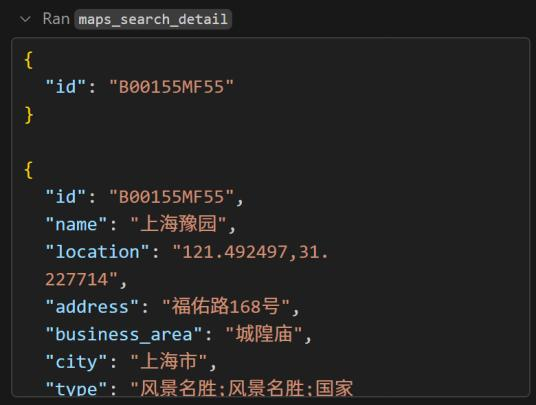 Ran maps_search_detail
{
"id": "B00155MF55"
}
{
"id": "B00155MF55",
"name": "上海豫园",
"location": "121.492497,31.
227714",
"address": "福佑路168号",
"business_area": "城隍庙",
"city": "上海市",
"type": "风景名胜;风景名胜;国家